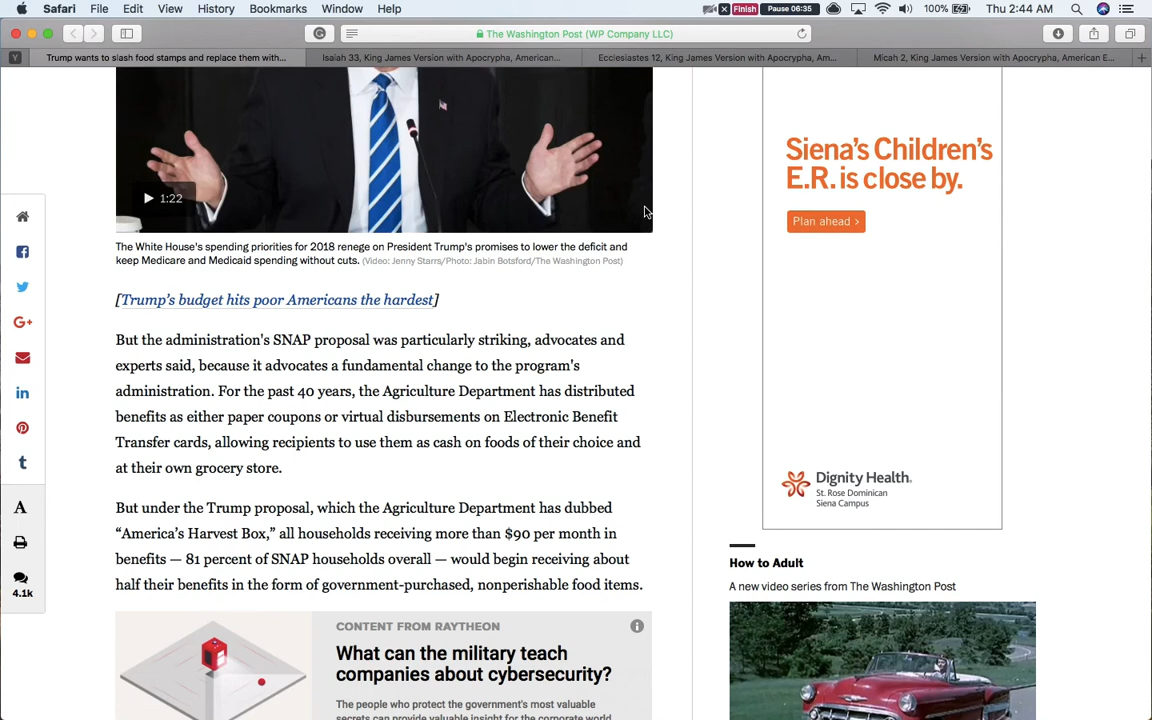 Safari File Edit View History Bookmarks Window Help Finish Pause 06:35 100% Thu 2:44 AM
The Washington Post (WP Company LLC)
Y Trump wants to slash food stamps and replace them with... Isaiah 33, King James Version with Apocrypha, American... Ecclesiastes 12, King James Version with Apocrypha, Am... Micah 2, King James Version with Apocrypha, American E...
1:22
The White House's spending priorities for 2018 renege on President Trump's promises to lower the deficit and
keep Medicare and Medicaid spending without cuts. (Video: Jenny Starrs/Photo: Jabin Botsford/The Washington Post)
[Trump's budget hits poor Americans the hardest]
But the administration's SNAP proposal was particularly striking, advocates and
experts said, because it advocates a fundamental change to the program's
administration. For the past 40 years, the Agriculture Department has distributed
benefits as either paper coupons or virtual disbursements on Electronic Benefit
Transfer cards, allowing recipients to use them as cash on foods of their choice and
at their own grocery store.
But under the Trump proposal, which the Agriculture Department has dubbed
“America's Harvest Box,” all households receiving more than $90 per month in
benefits — 81 percent of SNAP households overall — would begin receiving about
half their benefits in the form of government-purchased, nonperishable food items.
CONTENT FROM RAYTHEON
What can the military teach
companies about cybersecurity?
The people who protect the government's most valuable
secrets can provide valuable insight for the corporate world
G+
in
t
A
4.1k
Siena's Children's
E.R. is close by.
Plan ahead >
Dignity Health.
St. Rose Dominican
Siena Campus
How to Adult
A new video series from The Washington Post